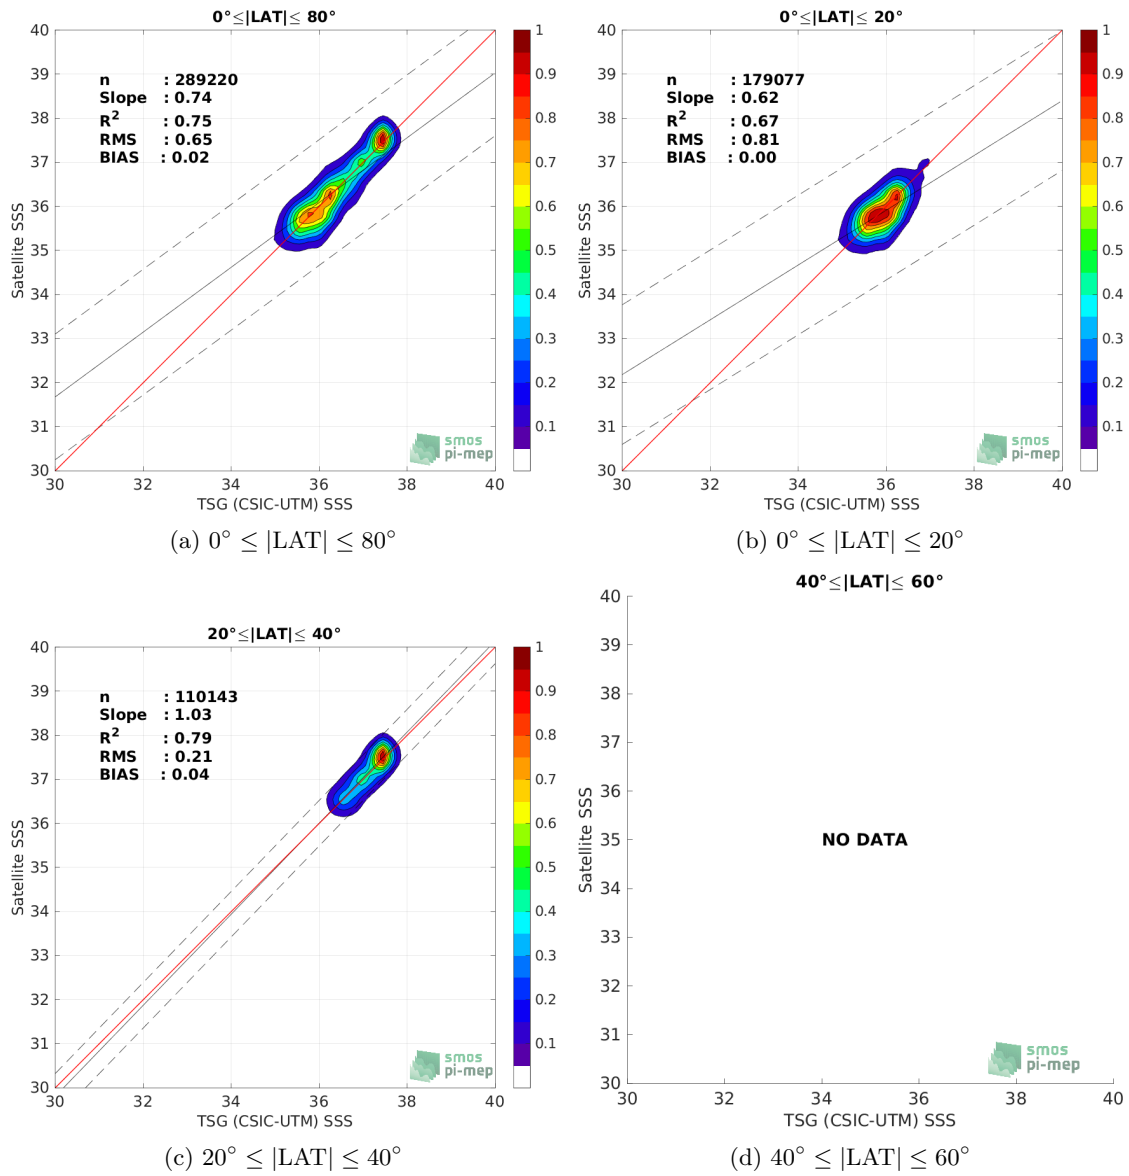 0°≤|LAT|≤ 80°
40
39
38
37
36
35
34
33
32
31
30
Satellite SSS
n : 289220
Slope : 0.74
R² : 0.75
RMS : 0.65
BIAS : 0.02
smos
pi-mep
30 32 34 36 38 40
TSG (CSIC-UTM) SSS
1
0.9
0.8
0.7
0.6
0.5
0.4
0.3
0.2
0.1
(a) 0° ≤ |LAT| ≤ 80°
0°≤|LAT|≤ 20°
40
39
38
37
36
35
34
33
32
31
30
Satellite SSS
n : 179077
Slope : 0.62
R² : 0.67
RMS : 0.81
BIAS : 0.00
smos
pi-mep
30 32 34 36 38 40
TSG (CSIC-UTM) SSS
1
0.9
0.8
0.7
0.6
0.5
0.4
0.3
0.2
0.1
(b) 0° ≤ |LAT| ≤ 20°
20°≤|LAT|≤ 40°
40
39
38
37
36
35
34
33
32
31
30
Satellite SSS
n : 110143
Slope : 1.03
R² : 0.79
RMS : 0.21
BIAS : 0.04
smos
pi-mep
30 32 34 36 38 40
TSG (CSIC-UTM) SSS
1
0.9
0.8
0.7
0.6
0.5
0.4
0.3
0.2
0.1
(c) 20° ≤ |LAT| ≤ 40°
40°≤|LAT|≤ 60°
40
39
38
37
36
35
34
33
32
31
30
Satellite SSS
NO DATA
smos
pi-mep
30 32 34 36 38 40
TSG (CSIC-UTM) SSS
(d) 40° ≤ |LAT| ≤ 60°